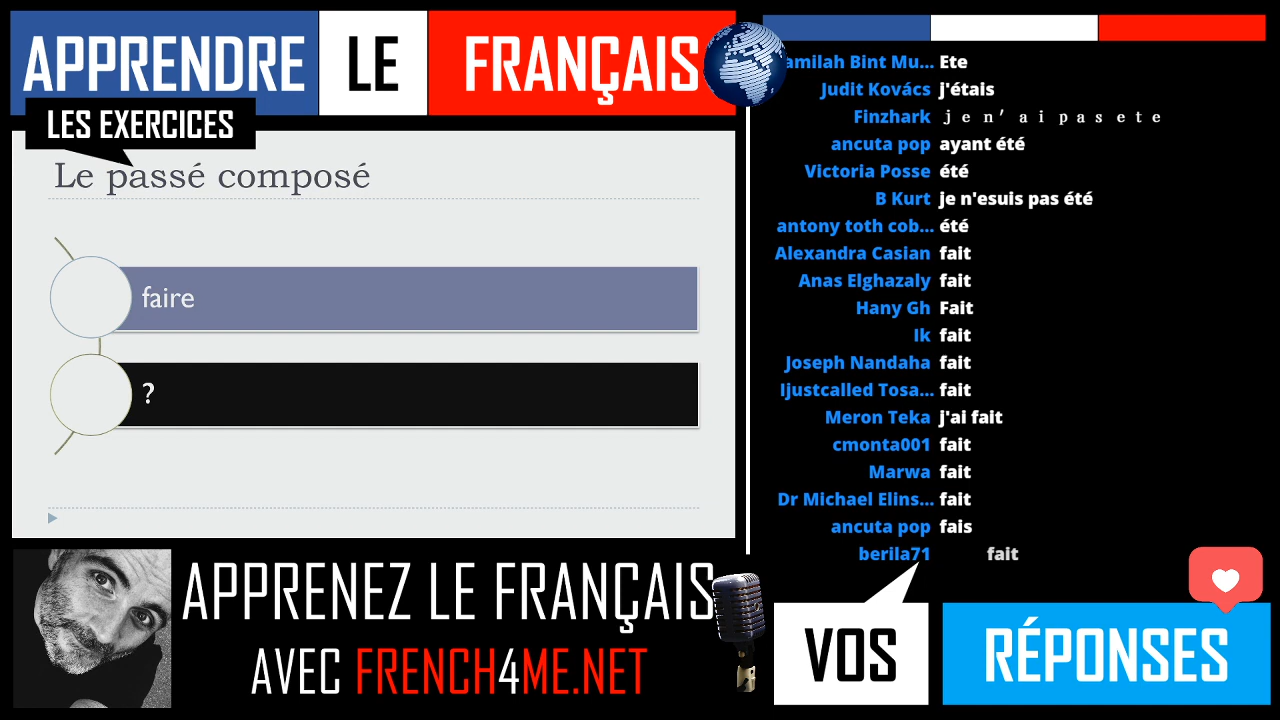 APPRENDRE LE FRANÇAIS
LES EXERCICES
Le passé composé
faire
?
APPRENEZ LE FRANÇAIS
AVEC FRENCH4ME.NET
amilah Bint Mu... Ete
Judit Kovács j'étais
Finzhark j e n ' a i p a s e t e
ancuta pop ayant été
Victoria Posse été
B Kurt je n'esuis pas été
antony toth cob... été
Alexandra Casian fait
Anas Elghazaly fait
Hany Gh Fait
Ik fait
Joseph Nandaha fait
Ijustcalled Tosa... fait
Meron Teka j'ai fait
cmonta001 fait
Marwa fait
Dr Michael Elins... fait
ancuta pop fais
berila71 fait
VOS RÉPONSES